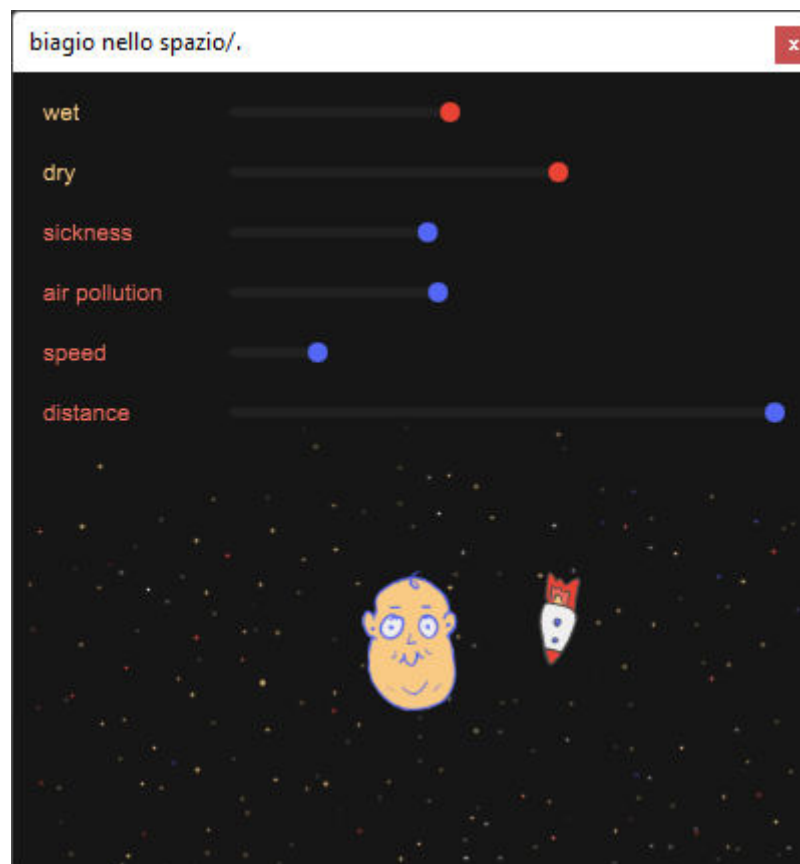 biagio nello spazio/.
x
wet
dry
sickness
air pollution
speed
distance